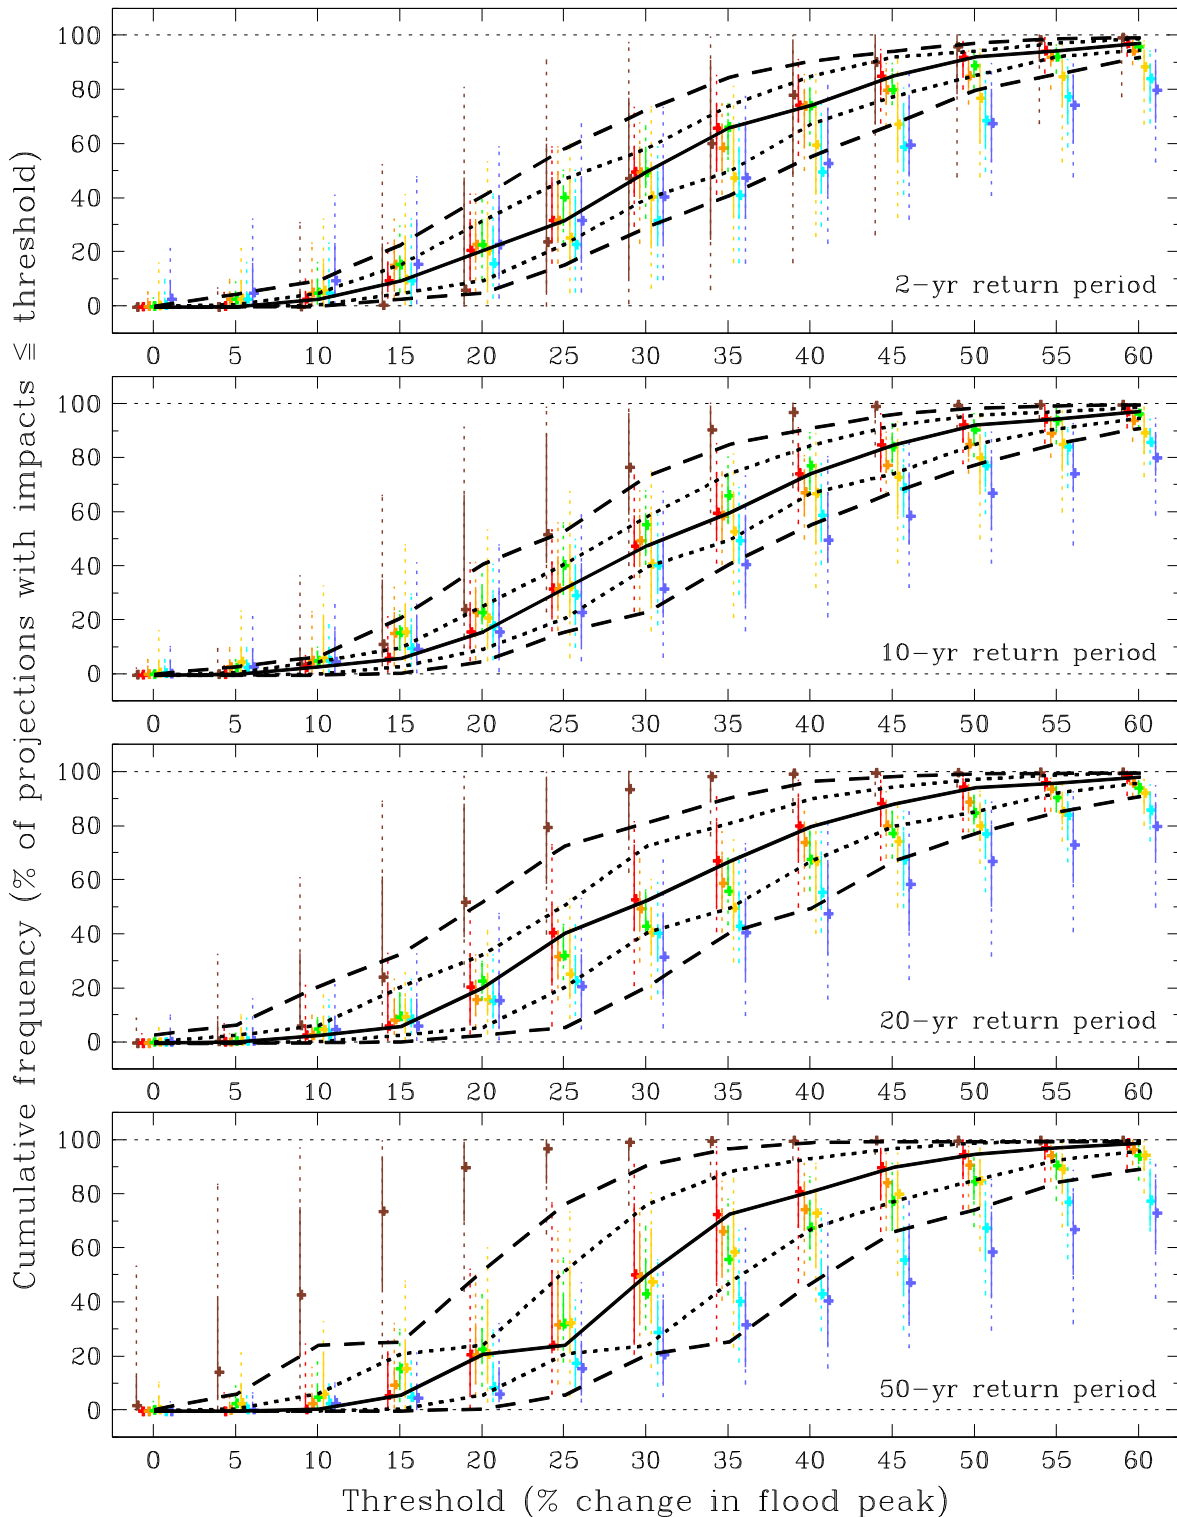 Cumulative frequency (% of projections with impacts ≦ threshold)
100
80
60
40
20
0
2-yr return period
0 5 10 15 20 25 30 35 40 45 50 55 60
100
80
60
40
20
0
10-yr return period
0 5 10 15 20 25 30 35 40 45 50 55 60
100
80
60
40
20
0
20-yr return period
0 5 10 15 20 25 30 35 40 45 50 55 60
100
80
60
40
20
0
50-yr return period
0 5 10 15 20 25 30 35 40 45 50 55 60
Threshold (% change in flood peak)